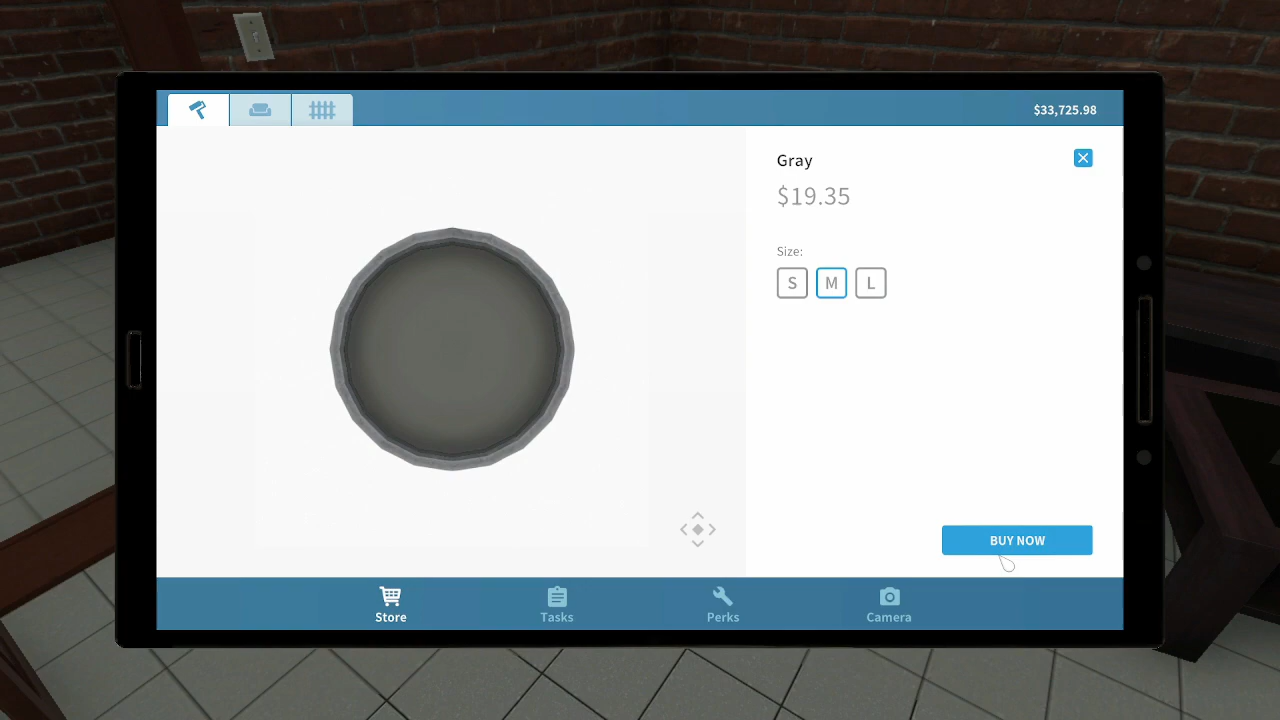 $33,725.98
Gray
$19.35
Size:
S M L
BUY NOW
Store Tasks Perks Camera